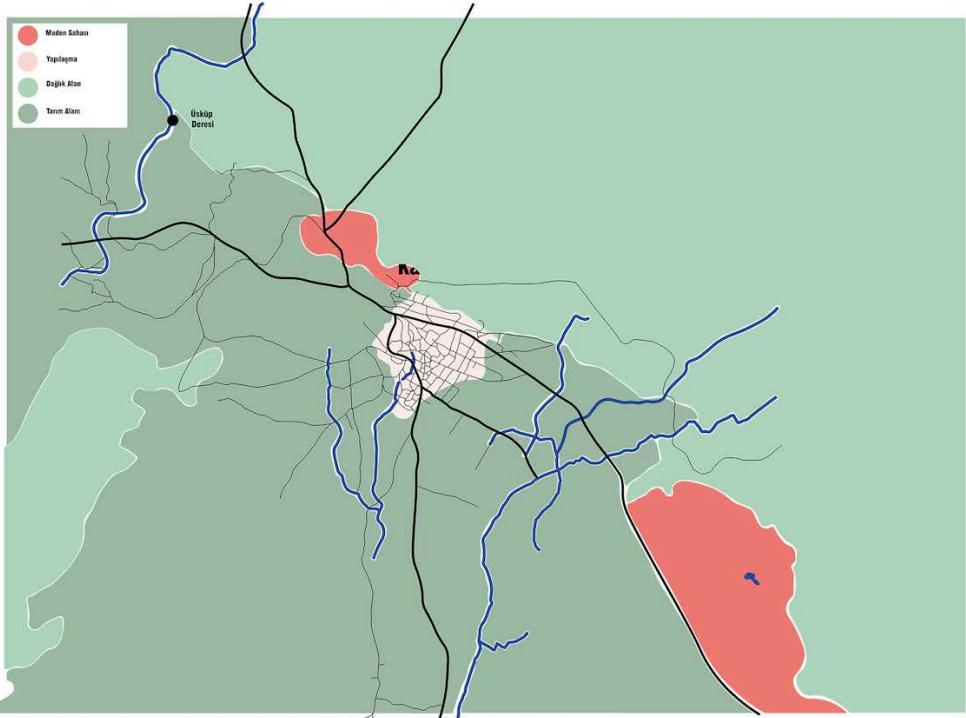 Maden Sahası
Yapılaşma
Dağlık Alan
Tarım Alanı
Üsküp
Deresi